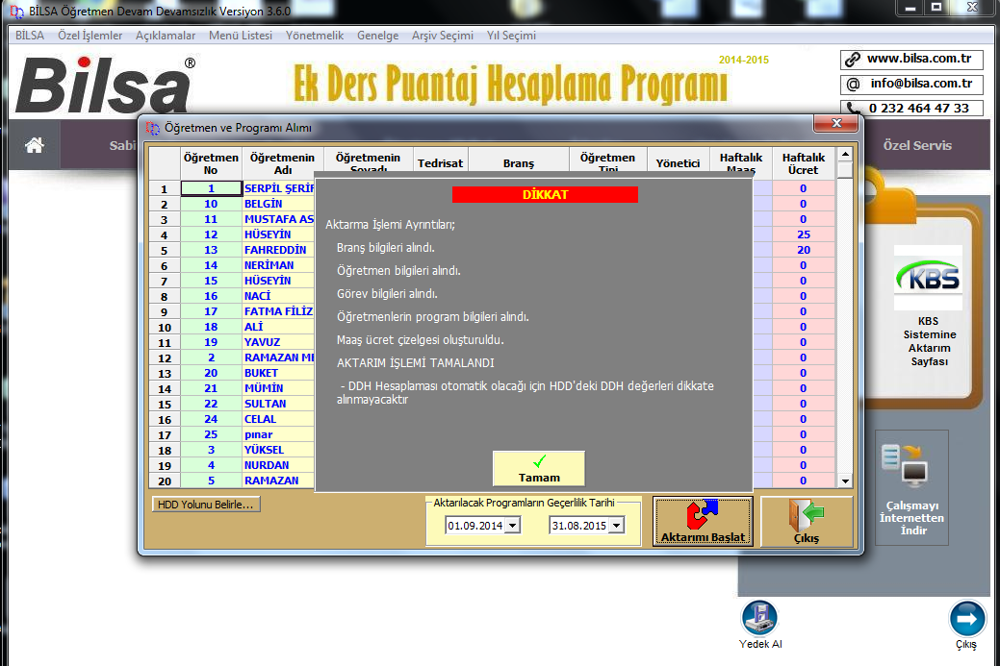 BİLSA Öğretmen Devam Devamsızlık Versiyon 3.6.0
BİLSA Özel İşlemler Açıklamalar Menü Listesi Yönetmelik Genelge Arşiv Seçimi Yıl Seçimi
Bilsa®
Ek Ders Puantaj Hesaplama Programı
2014-2015
www.bilsa.com.tr
info@bilsa.com.tr
0 232 464 47 33
Sabi
Özel Servis
Öğretmen ve Programı Alımı
Öğretmen No Öğretmenin Adı Öğretmenin Soyadı Tedrisat Branş Öğretmen Tipi Yönetici Haftalık Maaş Haftalık Ücret
1 1 SERPİL ŞERİF 0
2 10 BELGİN 0
3 11 MUSTAFA AS 0
4 12 HÜSEYİN 25
5 13 FAHREDDİN 20
6 14 NERİMAN 0
7 15 HÜSEYİN 0
8 16 NACİ 0
9 17 FATMA FİLİZ 0
10 18 ALİ 0
11 19 YAVUZ 0
12 2 RAMAZAN ME 0
13 20 BUKET 0
14 21 MÜMİN 0
15 22 SULTAN 0
16 24 CELAL 0
17 25 pınar 0
18 3 YÜKSEL 0
19 4 NURDAN 0
20 5 RAMAZAN 0
DİKKAT
Aktarma İşlemi Ayrıntıları;
Branş bilgileri alındı.
Öğretmen bilgileri alındı.
Görev bilgileri alındı.
Öğretmenlerin program bilgileri alındı.
Maaş ücret çizelgesi oluşturuldu.
AKTARIM İŞLEMİ TAMALANDI
- DDH Hesaplaması otomatik olacağı için HDD'deki DDH değerleri dikkate
alınmayacaktır
Tamam
HDD Yolunu Belirle...
Aktarılacak Programların Geçerlilik Tarihi
01.09.2014 31.08.2015
Aktarımı Başlat
Çıkış
KBS
KBS
Sistemine
Aktarım
Sayfası
Çalışmayı
İnternetten
İndir
Yedek Al
Çıkış